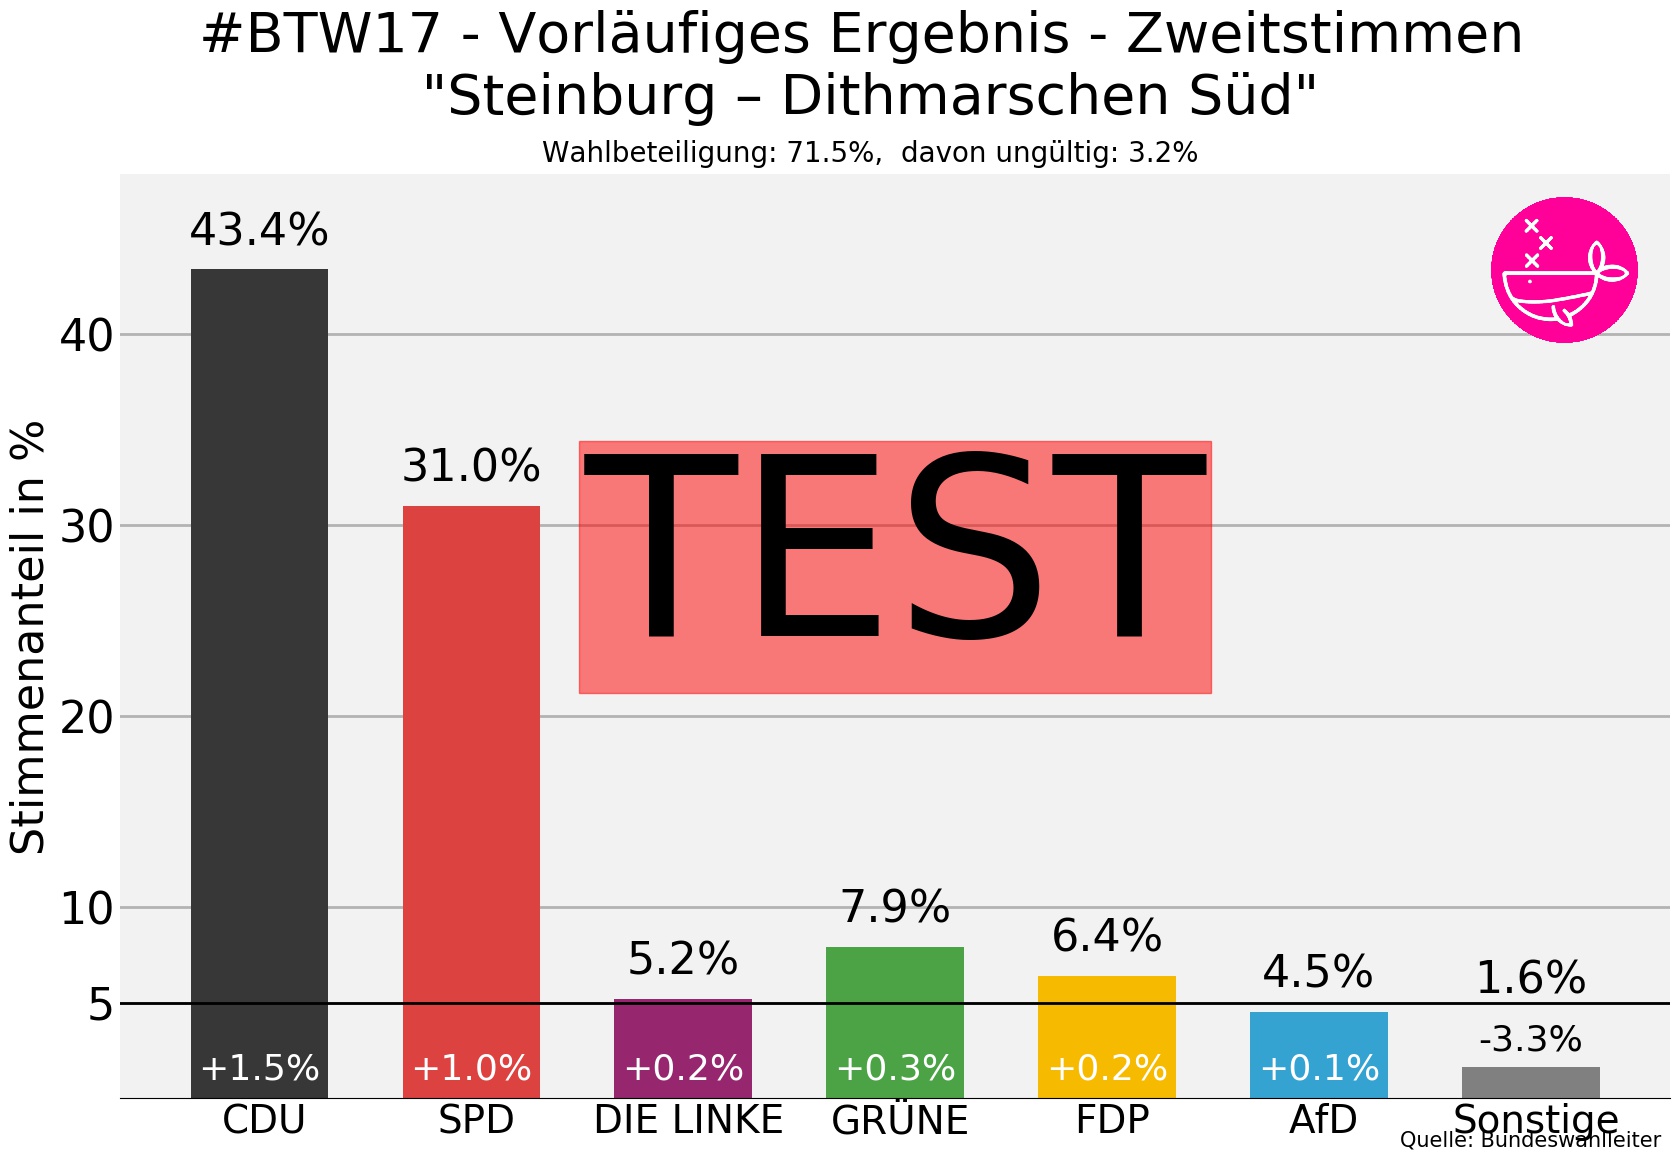 #BTW17 - Vorläufiges Ergebnis - Zweitstimmen
"Steinburg – Dithmarschen Süd"
Wahlbeteiligung: 71.5%,  davon ungültig: 3.2%
Stimmenanteil in %
40
30
20
10
5
43.4%
31.0%
5.2%
7.9%
6.4%
4.5%
1.6%
TEST
+1.5%
+1.0%
+0.2%
+0.3%
+0.2%
+0.1%
-3.3%
CDU
SPD
DIE LINKE
GRÜNE
FDP
AfD
Sonstige
Quelle: Bundeswahlleiter